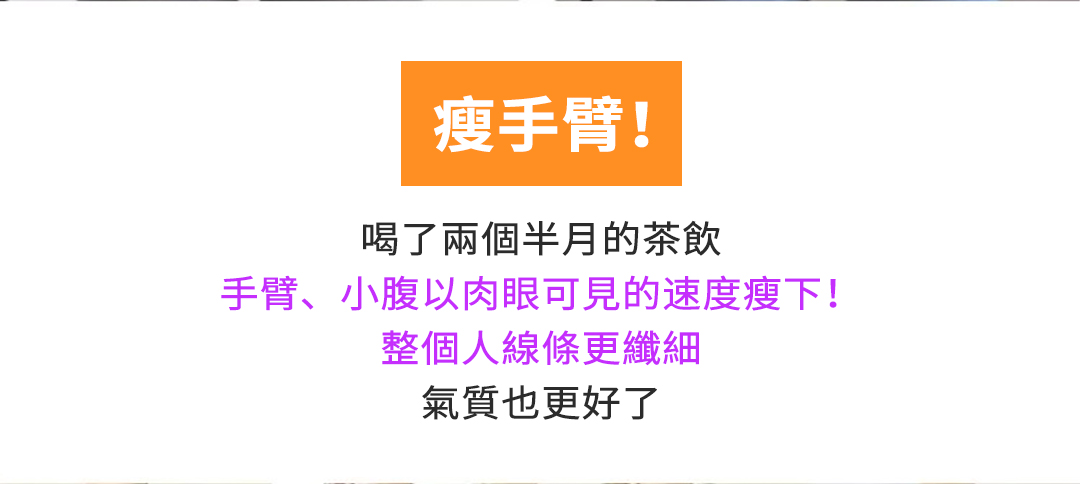 瘦手臂！
喝了兩個半月的茶飲
手臂、小腹以肉眼可見的速度瘦下！
整個人線條更纖細
氣質也更好了